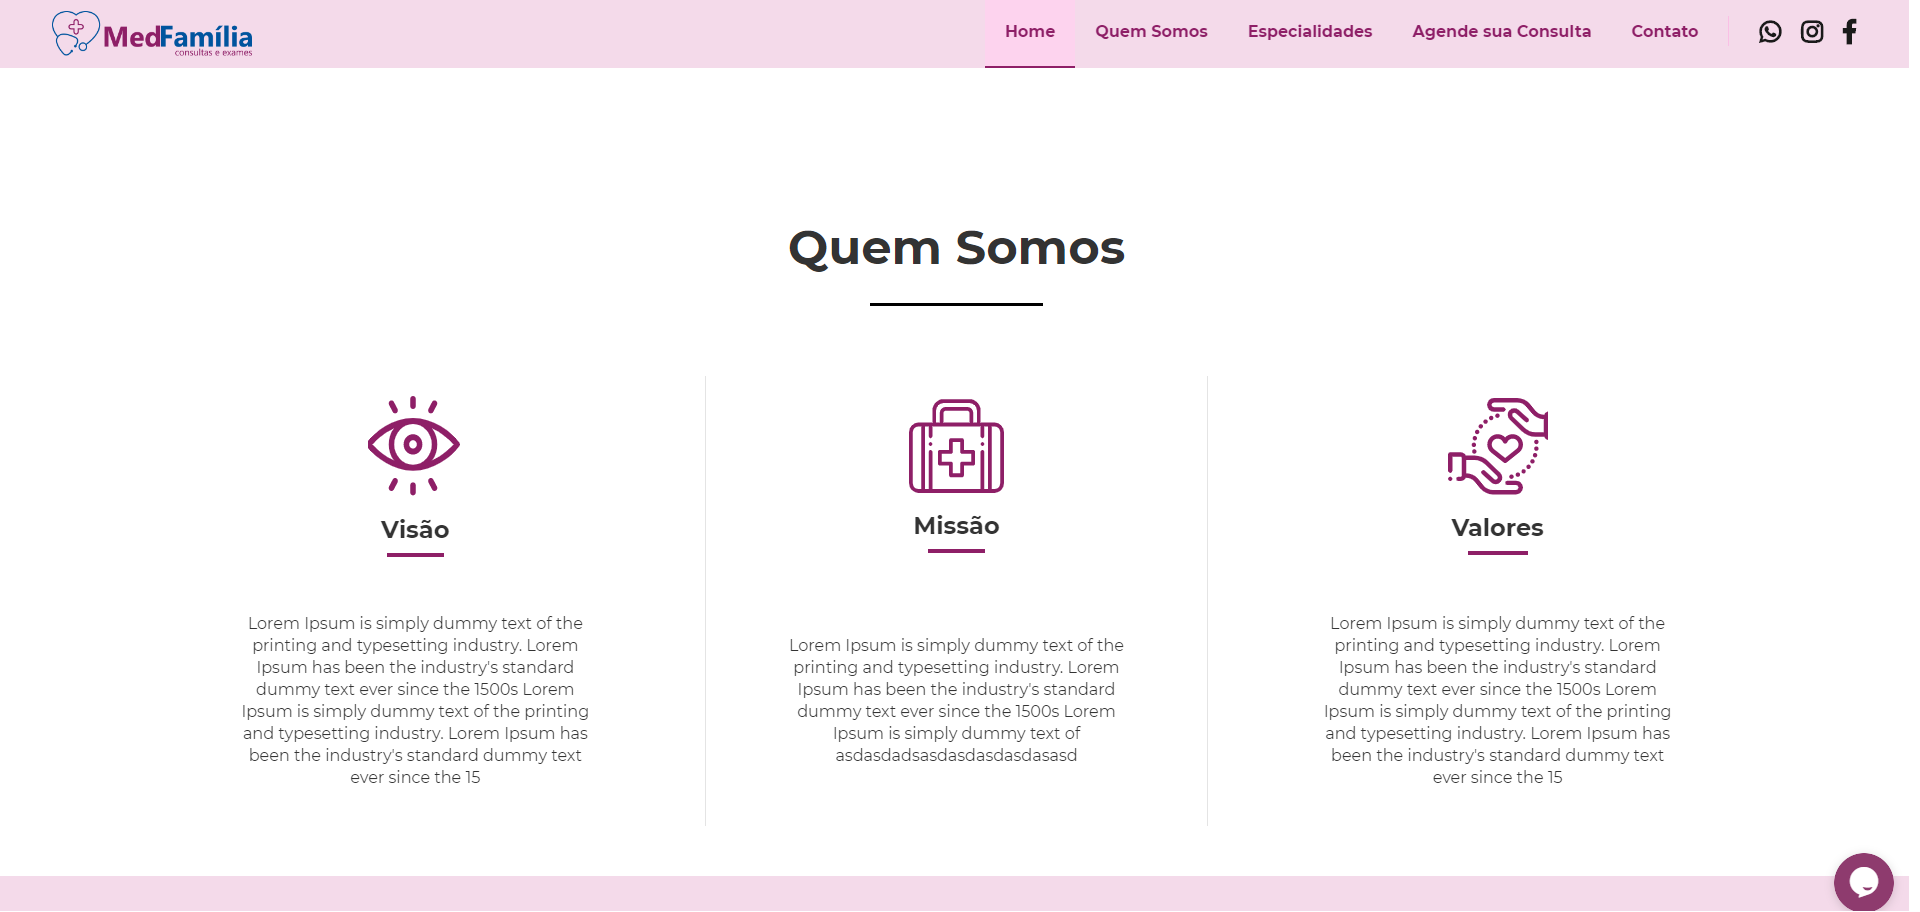 MedFamília
consultas e exames
Home Quem Somos Especialidades Agende sua Consulta Contato
Quem Somos
Visão
Lorem Ipsum is simply dummy text of the
printing and typesetting industry. Lorem
Ipsum has been the industry's standard
dummy text ever since the 1500s Lorem
Ipsum is simply dummy text of the printing
and typesetting industry. Lorem Ipsum has
been the industry's standard dummy text
ever since the 15
Missão
Lorem Ipsum is simply dummy text of the
printing and typesetting industry. Lorem
Ipsum has been the industry's standard
dummy text ever since the 1500s Lorem
Ipsum is simply dummy text of
asdasdadsasdasdasdasdasasd
Valores
Lorem Ipsum is simply dummy text of the
printing and typesetting industry. Lorem
Ipsum has been the industry's standard
dummy text ever since the 1500s Lorem
Ipsum is simply dummy text of the printing
and typesetting industry. Lorem Ipsum has
been the industry's standard dummy text
ever since the 15